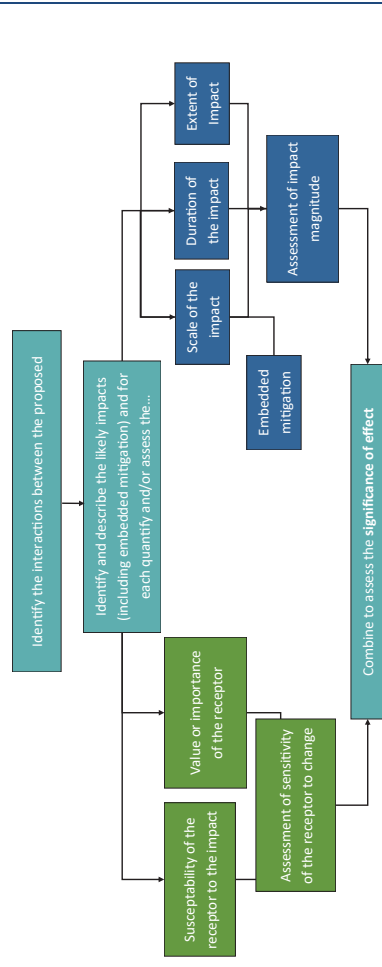 Identify the interactions between the proposed
Identify and describe the likely impacts
(including embedded mitigation) and for
each quantify and/or assess the...
Susceptability of the
receptor to the impact
Value or importance
of the receptor
Scale of the
impact
Duration of
the impact
Extent of
Impact
Embedded
mitigation
Assessment of sensitivity
of the receptor to change
Assessment of impact
magnitude
Combine to assess the significance of effect